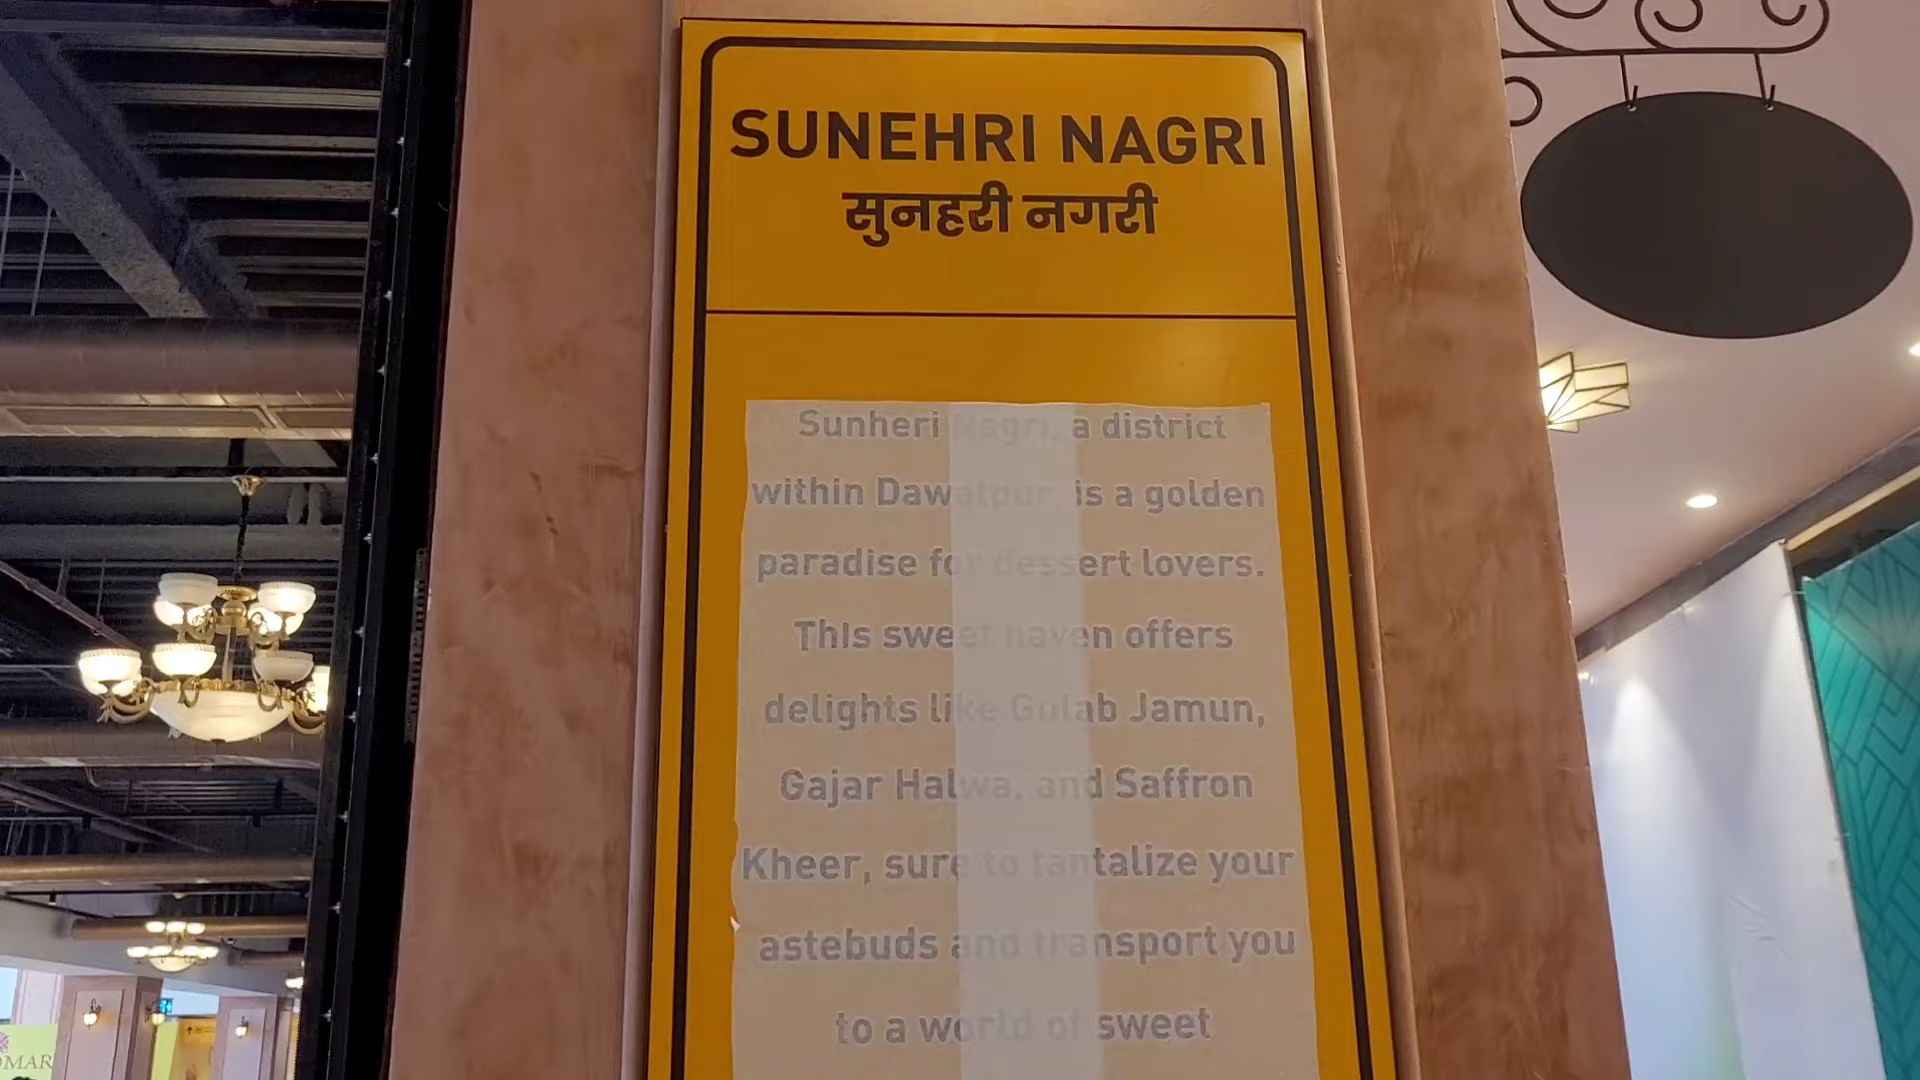 SUNEHRI NAGRI
सुनहरी नगरी
Sunheri Nagri, a district
within Dawatpur, is a golden
paradise for dessert lovers.
This sweet haven offers
delights like Gulab Jamun,
Gajar Halwa, and Saffron
Kheer, sure to tantalize your
astebuds and transport you
to a world of sweet
OMAR